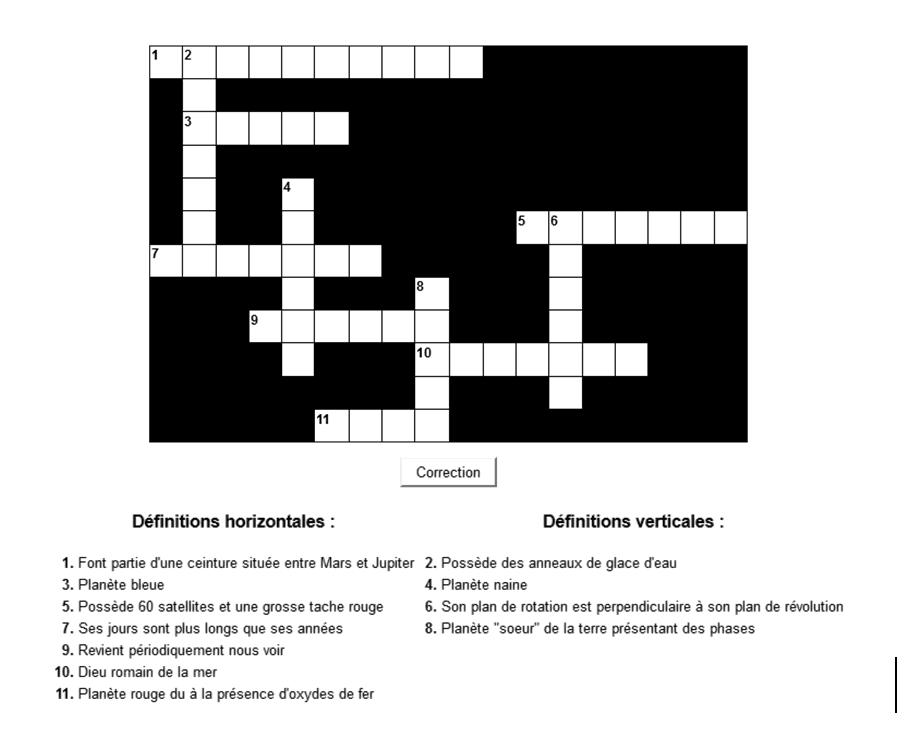 1 2
3
4
5 6
7
8
9
10
11
Correction
Définitions horizontales :
1. Font partie d'une ceinture située entre Mars et Jupiter
3. Planète bleue
5. Possède 60 satellites et une grosse tache rouge
7. Ses jours sont plus longs que ses années
9. Revient périodiquement nous voir
10. Dieu romain de la mer
11. Planète rouge du à la présence d'oxydes de fer
Définitions verticales :
2. Possède des anneaux de glace d'eau
4. Planète naine
6. Son plan de rotation est perpendiculaire à son plan de révolution
8. Planète "soeur" de la terre présentant des phases